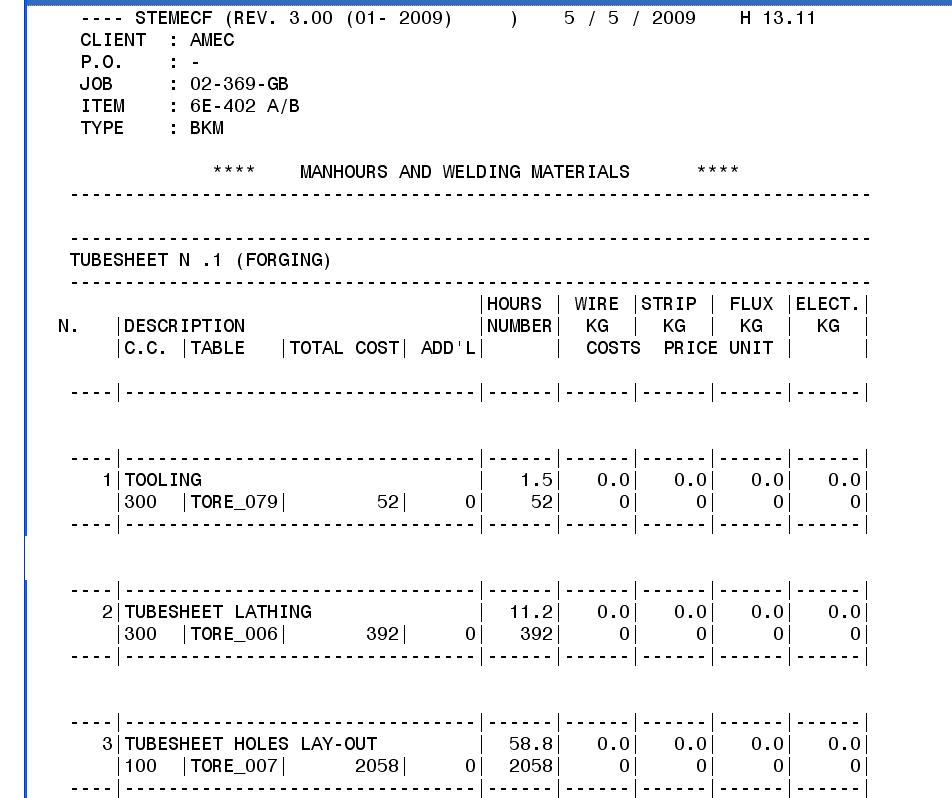 ---- STEMECF (REV. 3.00 (01- 2009)     )    5 / 5 / 2009    H 13.11
CLIENT  : AMEC
P.O.    : -
JOB     : 02-369-GB
ITEM    : 6E-402 A/B
TYPE    : BKM
****    MANHOURS AND WELDING MATERIALS      ****
-------------------------------------------------------------------------
-------------------------------------------------------------------------
TUBESHEET N .1 (FORGING)
-------------------------------------------------------------------------
|HOURS | WIRE |STRIP | FLUX |ELECT.|
N.    |DESCRIPTION                     |NUMBER|  KG  |  KG  |  KG  |  KG  |
|C.C. |TABLE   |TOTAL COST| ADD'L|      |  COSTS  PRICE UNIT |      |
----|--------------------------------|------|------|------|------|------|
----|--------------------------------|------|------|------|------|------|
1|TOOLING                         |   1.5|   0.0|   0.0|   0.0|   0.0|
|300  |TORE_079|        52|     0|    52|     0|     0|     0|     0|
----|--------------------------------|------|------|------|------|------|
----|--------------------------------|------|------|------|------|------|
2|TUBESHEET LATHING               |  11.2|   0.0|   0.0|   0.0|   0.0|
|300  |TORE_006|       392|     0|   392|     0|     0|     0|     0|
----|--------------------------------|------|------|------|------|------|
----|--------------------------------|------|------|------|------|------|
3|TUBESHEET HOLES LAY-OUT         |  58.8|   0.0|   0.0|   0.0|   0.0|
|100  |TORE_007|      2058|     0|  2058|     0|     0|     0|     0|
----|--------------------------------|------|------|------|------|------|